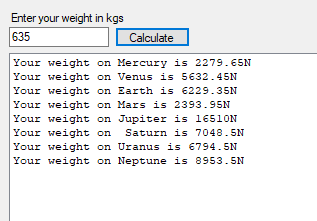 Enter your weight in kgs
635 Calculate
Your weight on Mercury is 2279.65N
Your weight on Venus is 5632.45N
Your weight on Earth is 6229.35N
Your weight on Mars is 2393.95N
Your weight on Jupiter is 16510N
Your weight on  Saturn is 7048.5N
Your weight on Uranus is 6794.5N
Your weight on Neptune is 8953.5N